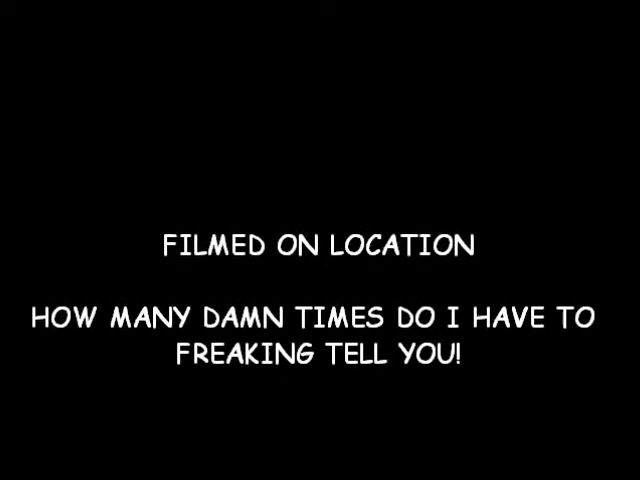 FILMED ON LOCATION
HOW MANY DAMN TIMES DO I HAVE TO
FREAKING TELL YOU!